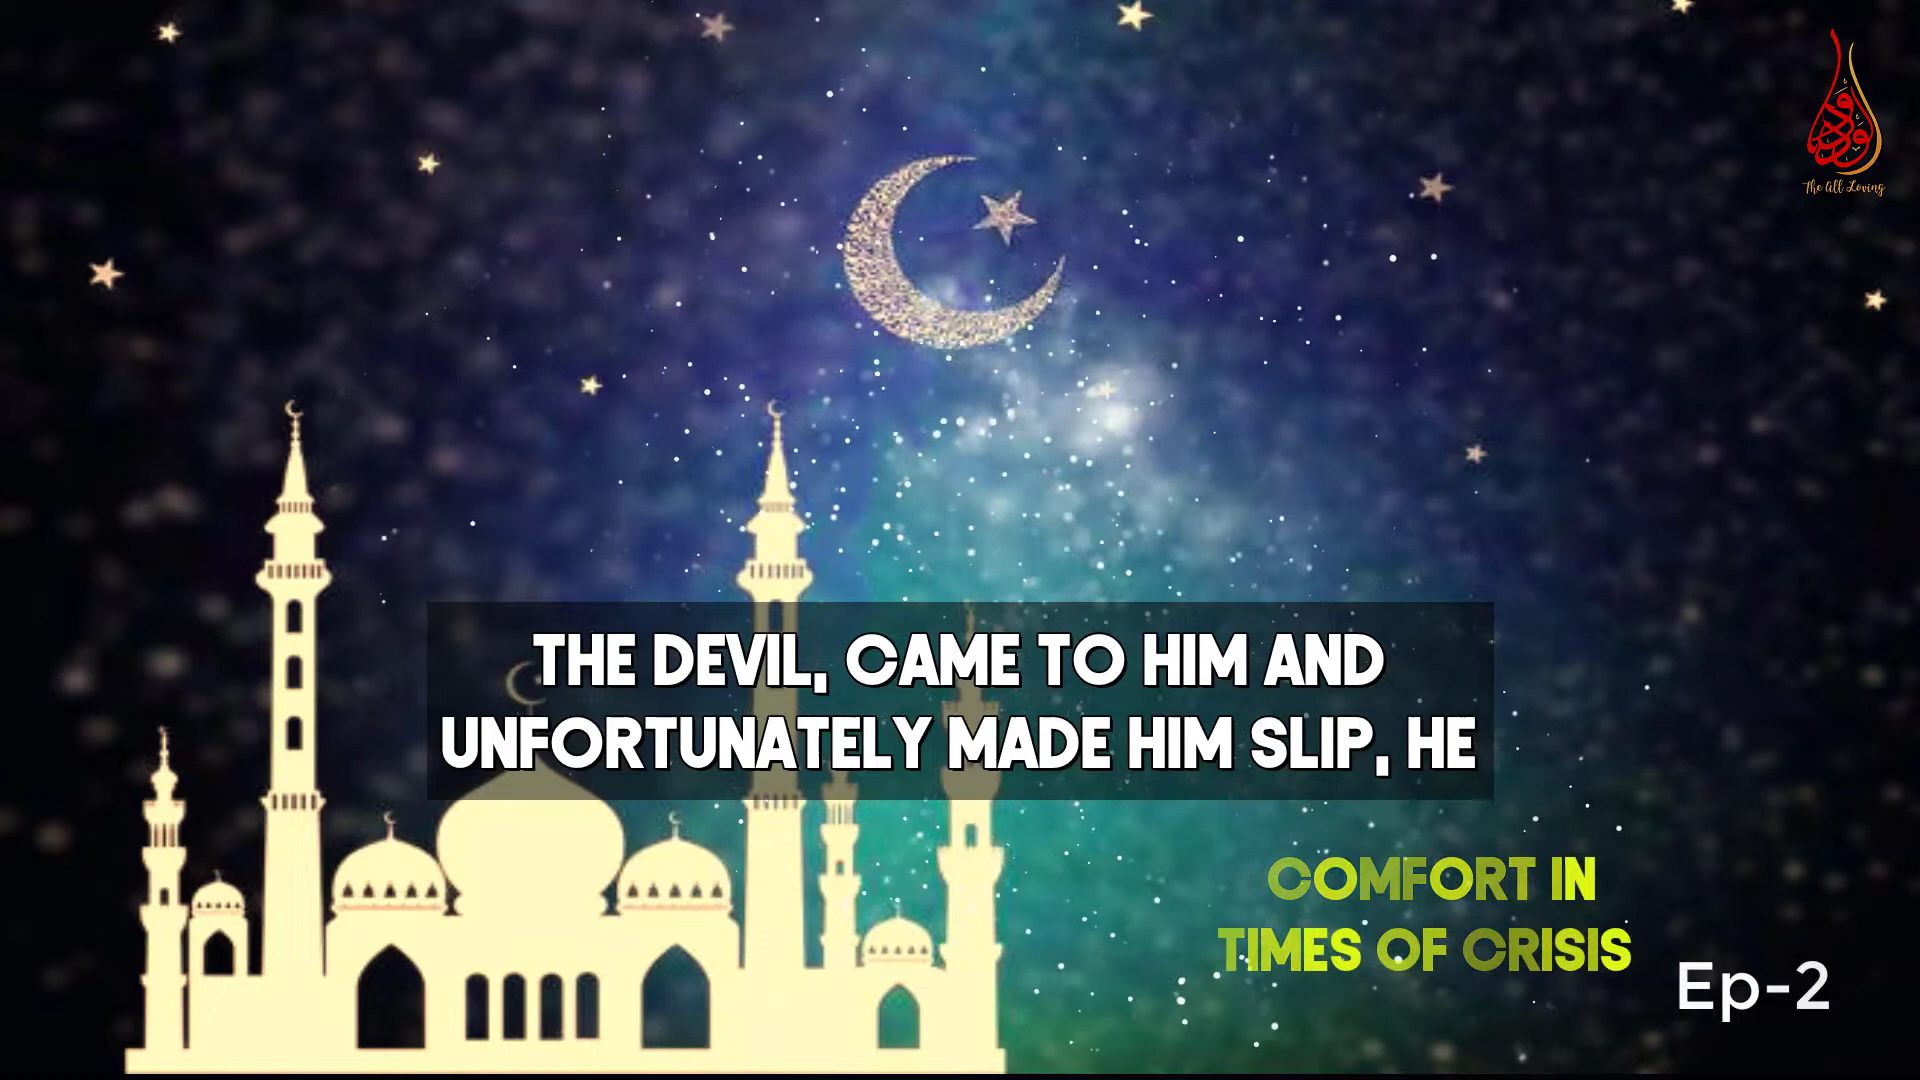 الودود
The All Loving
THE DEVIL, CAME TO HIM AND
UNFORTUNATELY MADE HIM SLIP, HE
COMFORT IN
TIMES OF CRISIS
Ep-2